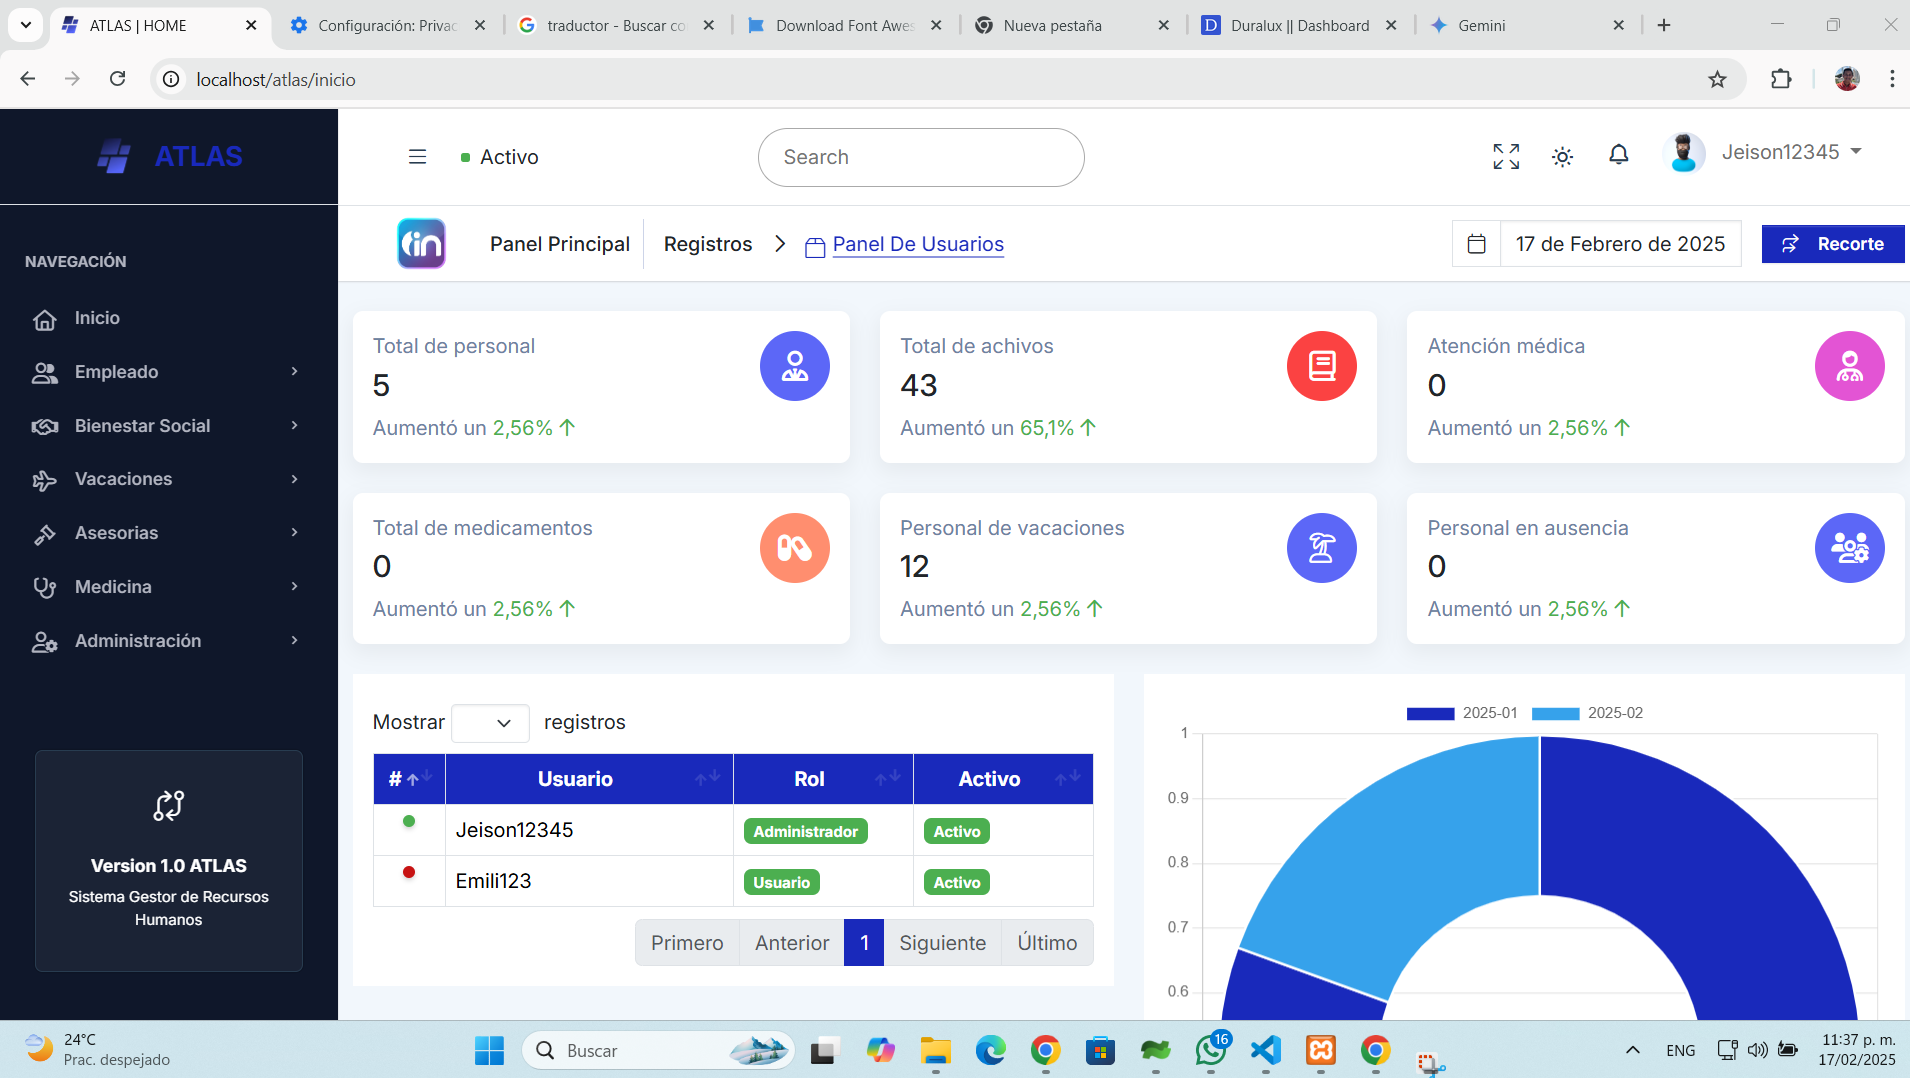 ATLAS | HOME
Configuración: Privac
traductor - Buscar co
Download Font Awes
Nueva pestaña
Duralux || Dashboard
Gemini
localhost/atlas/inicio
ATLAS
Activo
Search
Jeison12345
in
Panel Principal
Registros
Panel De Usuarios
17 de Febrero de 2025
Recorte
NAVEGACIÓN
Inicio
Empleado
Bienestar Social
Vacaciones
Asesorias
Medicina
Administración
Version 1.0 ATLAS
Sistema Gestor de Recursos
Humanos
Total de personal
5
Aumentó un 2,56%
Total de achivos
43
Aumentó un 65,1%
Atención médica
0
Aumentó un 2,56%
Total de medicamentos
0
Aumentó un 2,56%
Personal de vacaciones
12
Aumentó un 2,56%
Personal en ausencia
0
Aumentó un 2,56%
Mostrar registros
# Usuario Rol Activo
Jeison12345 Administrador Activo
Emili123 Usuario Activo
Primero Anterior 1 Siguiente Último
2025-01 2025-02
1
0.9
0.8
0.7
0.6
24°C
Prac. despejado
Buscar
16
ENG
11:37 p. m.
17/02/2025